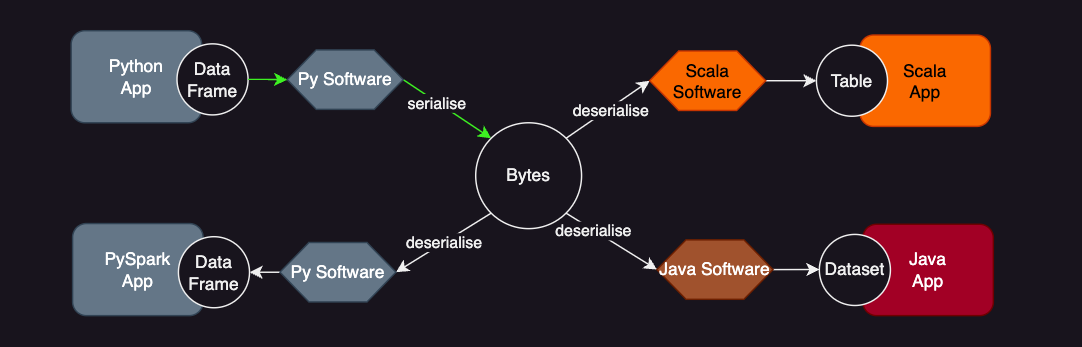 Python
App
Data
Frame
Py Software
serialise
Bytes
deserialise
Scala
Software
Table
Scala
App
PySpark
App
Data
Frame
Py Software
deserialise
deserialise
Java Software
Dataset
Java
App